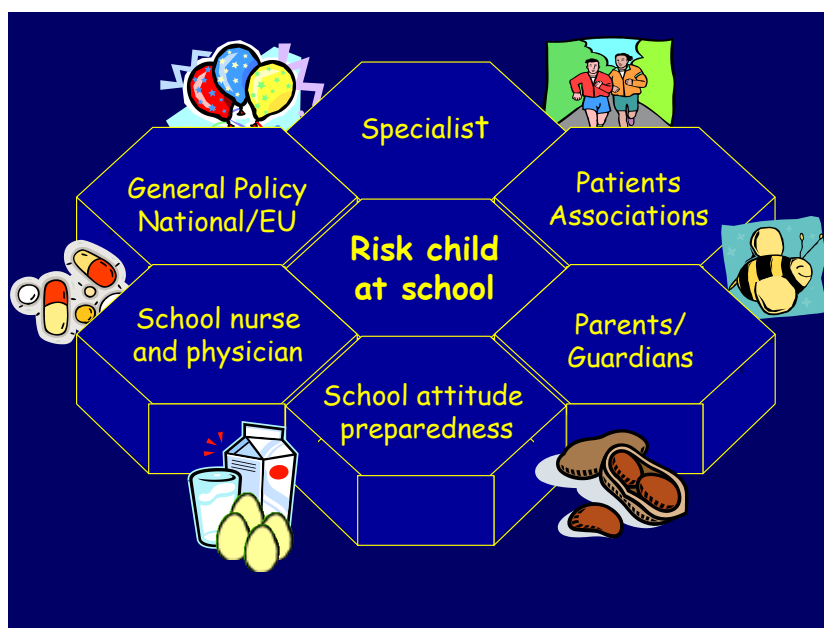 Specialist
General Policy
National/EU
Patients
Associations
Risk child
at school
School nurse
and physician
Parents/
Guardians
School attitude
preparedness